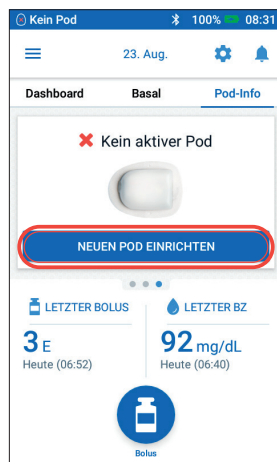 Kein Pod 100% 08:31
23. Aug.
Dashboard Basal Pod-Info
Kein aktiver Pod
NEUEN POD EINRICHTEN
LETZTER BOLUS LETZTER BZ
3 E 92 mg/dL
Heute (06:52) Heute (06:40)
Bolus